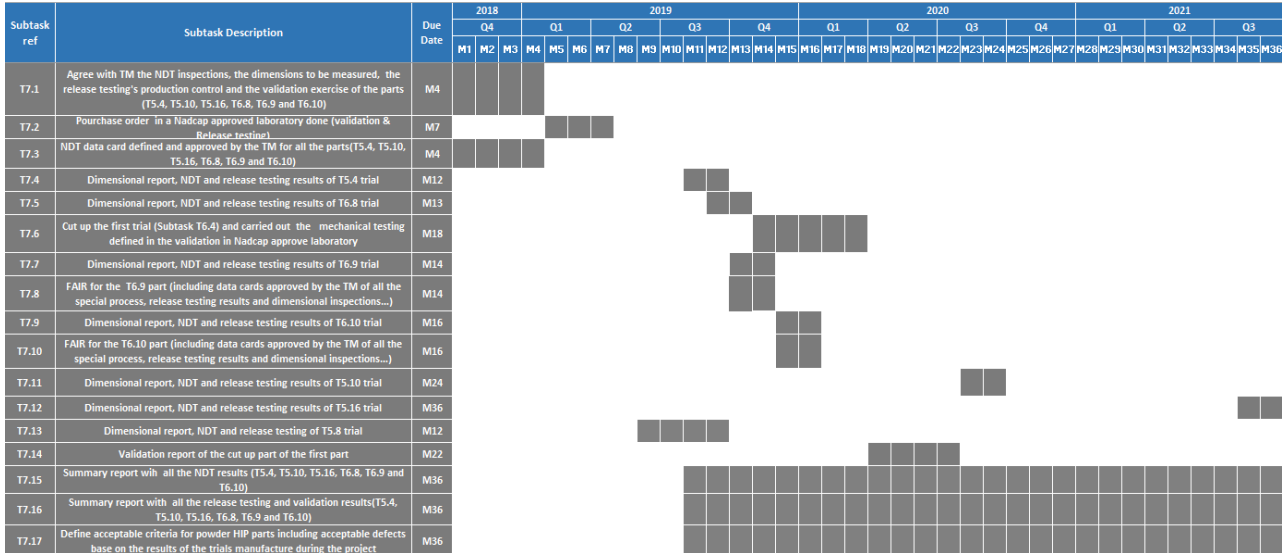 2018 2019 2020 2021
Subtask ref Subtask Description Due Date Q4 Q1 Q2 Q3 Q4 Q1 Q2 Q3 Q4 Q1 Q2 Q3
M1 M2 M3 M4 M5 M6 M7 M8 M9 M10 M11 M12 M13 M14 M15 M16 M17 M18 M19 M20 M21 M22 M23 M24 M25 M26 M27 M28 M29 M30 M31 M32 M33 M34 M35 M36
T7.1 Agree with TM the NDT inspections, the dimensions to be measured, the
release testing's production control and the validation exercise of the parts
(T5.4, T5.10, T5.16, T6.8, T6.9 and T6.10) M4
T7.2 Pourchase order in a Nadcap approved laboratory done (validation &
Release testing) M7
T7.3 NDT data card defined and approved by the TM for all the parts(T5.4, T5.10,
T5.16, T6.8, T6.9 and T6.10) M4
T7.4 Dimensional report, NDT and release testing results of T5.4 trial M12
T7.5 Dimensional report, NDT and release testing results of T6.8 trial M13
T7.6 Cut up the first trial (Subtask T6.4) and carried out the mechanical testing
defined in the validation in Nadcap approve laboratory M18
T7.7 Dimensional report, NDT and release testing results of T6.9 trial M14
T7.8 FAIR for the T6.9 part (including data cards approved by the TM of all the
special process, release testing results and dimensional inspections...) M14
T7.9 Dimensional report, NDT and release testing results of T6.10 trial M16
T7.10 FAIR for the T6.10 part (including data cards approved by the TM of all the
special process, release testing results and dimensional inspections...) M16
T7.11 Dimensional report, NDT and release testing results of T5.10 trial M24
T7.12 Dimensional report, NDT and release testing results of T5.16 trial M36
T7.13 Dimensional report, NDT and release testing of T5.8 trial M12
T7.14 Validation report of the cut up part of the first part M22
T7.15 Summary report wih all the NDT results (T5.4, T5.10, T5.16, T6.8, T6.9 and
T6.10) M36
T7.16 Summary report with all the release testing and validation results(T5.4,
T5.10, T5.16, T6.8, T6.9 and T6.10) M36
T7.17 Define acceptable criteria for powder HIP parts including acceptable defects
base on the results of the trials manufacture during the project M36